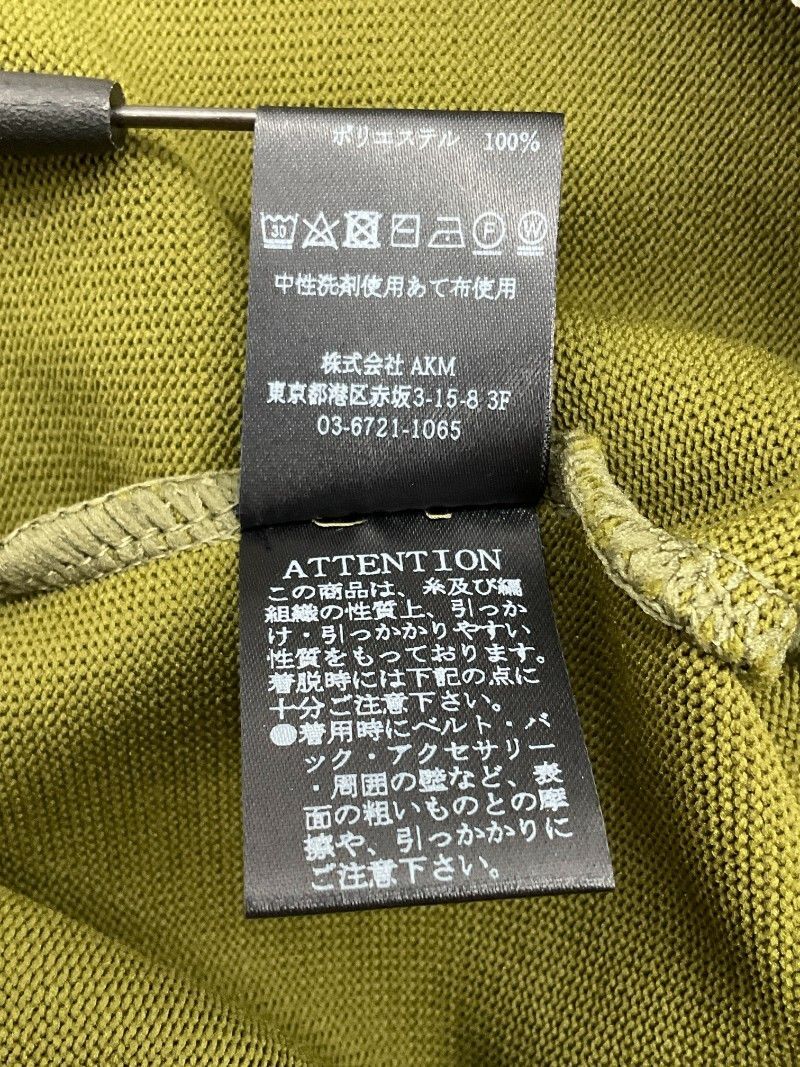 ポリエステル 100%
30
F
W
中性洗剤使用あて布使用
株式会社 AKM
東京都港区赤坂3-15-8 3F
03-6721-1065
ATTENTION
この商品は、糸及び編
組織の性質上、引っか
け・引っかかりやすい
性質をもっております。
着脱時には下記の点に
十分ご注意下さい。
●着用時にベルト・バ
ック・アクセサリー
・周囲の壁など、表
面の粗いものとの摩
擦や、引っかかりに
ご注意下さい。